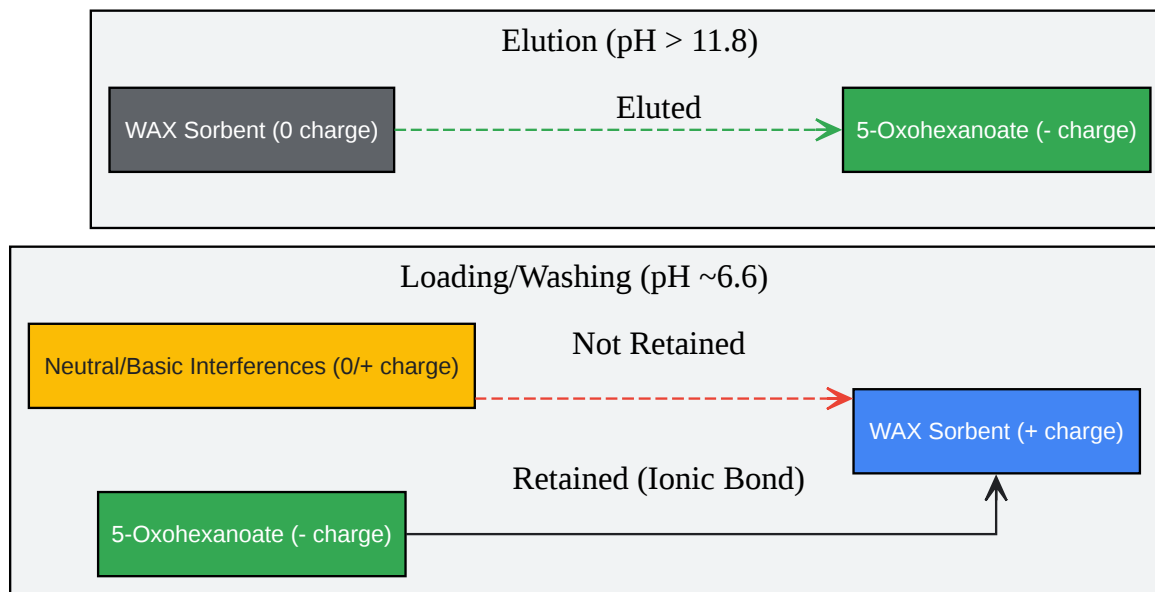 Elution (pH > 11.8)
Eluted
WAX Sorbent (0 charge)
5-Oxohexanoate (- charge)
Loading/Washing (pH ~6.6)
Neutral/Basic Interferences (0/+ charge)
Not Retained
WAX Sorbent (+ charge)
Retained (Ionic Bond)
5-Oxohexanoate (- charge)